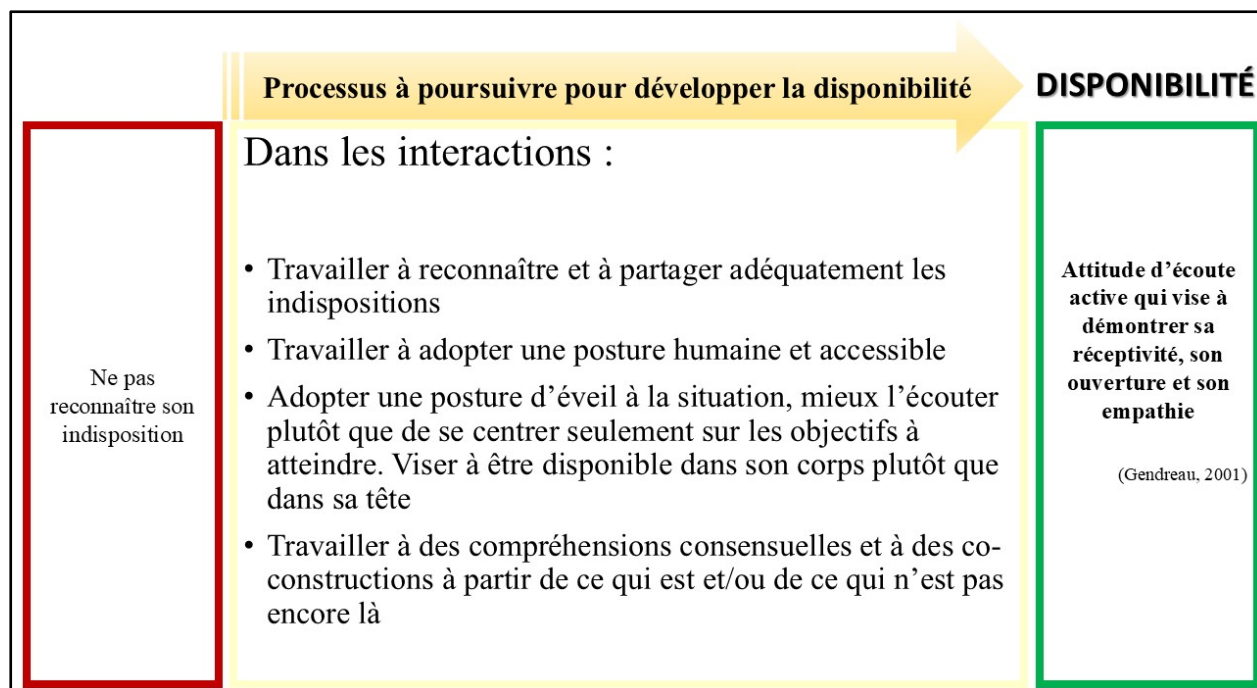 Processus à poursuivre pour développer la disponibilité
DISPONIBILITÉ
Ne pas
reconnaître son
indisposition
Dans les interactions :
• Travailler à reconnaître et à partager adéquatement les
indispositions
• Travailler à adopter une posture humaine et accessible
• Adopter une posture d’éveil à la situation, mieux l’écouter
plutôt que de se centrer seulement sur les objectifs à
atteindre. Viser à être disponible dans son corps plutôt que
dans sa tête
• Travailler à des compréhensions consensuelles et à des co-
constructions à partir de ce qui est et/ou de ce qui n’est pas
encore là
Attitude d’écoute
active qui vise à
démontrer sa
réceptivité, son
ouverture et son
empathie
(Gendreau, 2001)